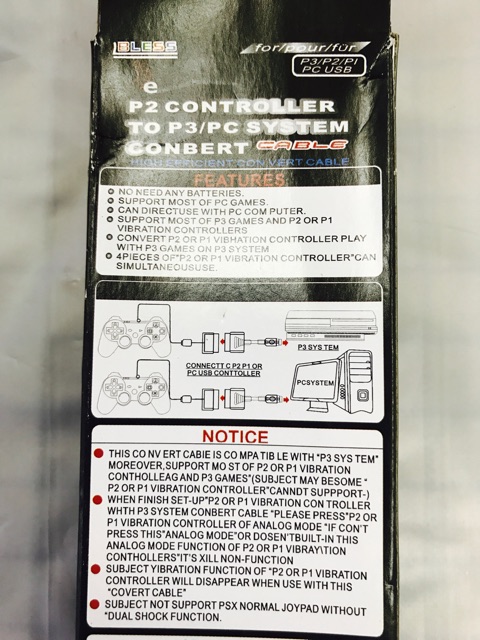 BLESS
for/pour/für
P3/P2/P1
PC USB
e
P2 CONTROLLER
TO P3/PC SYSTEM
CONBERT CABLE
HIGH EFFICIENT CONVERT CABLE
FEATURES
NO NEED ANY BATTERIES.
SUPPORT MOST OF PC GAMES.
CAN DIRECTUSE WITH PC COM PUTER.
SUPPORT MOST OF P3 GAMES AND P2 OR P1
VIBRATION CONTROLLERS
CONVERT P2 OR P1 VIBHATION CONTROLLER PLAY
WITH P3 GAMES ON P3 SYSTEM
4PIECES OF"P2 OR P1 VIBRATION CONTROLLER"CAN
SIMULTANEOUSUSE.
P3 SYS TEM
CONNECTT C P2 P1 OR
PC USB CONTTOLLER
PCSYSTEM
NOTICE
THIS CO NV ERT CABIE IS CO MPA TIB LE WITH "P3 SYS TEM"
MOREOVER,SUPPORT MO ST OF P2 OR P1 VIBRATION
CONTHOLLEAG AND P3 GAMES"(SUBJECT MAY BESOME "
P2 OR P1 VIBRATION CONTROLLER"CANNDT SUPPPORT-)
WHEN FINISH SET-UP"P2 OR P1VIBRATION CON TROLLER
WHTH P3 SYSTEM CONBERT CABLE "PLEASE PRESS"P2 OR
P1 VIBRATION CONTROLLER OF ANALOG MODE "IF CON'T
PRESS THIS"ANALOG MODE"OR DOSEN'TBUILT-IN THIS
ANALOG MODE FUNCTION OF P2 OR P1 VIBRAY\TION
CONTHOLLERS"IT'S XILL NON-FUNCTION
SUBJECT YIBRATION FUNCTION OF "P2 OR P1 VIBRATION
CONTROLLER WILL DISAPPEAR WHEN USE WITH THIS
"COVERT CABLE"
SUBJECT NOT SUPPORT PSX NORMAL JOYPAD WITHOUT
"DUAL SHOCK FUNCTION.